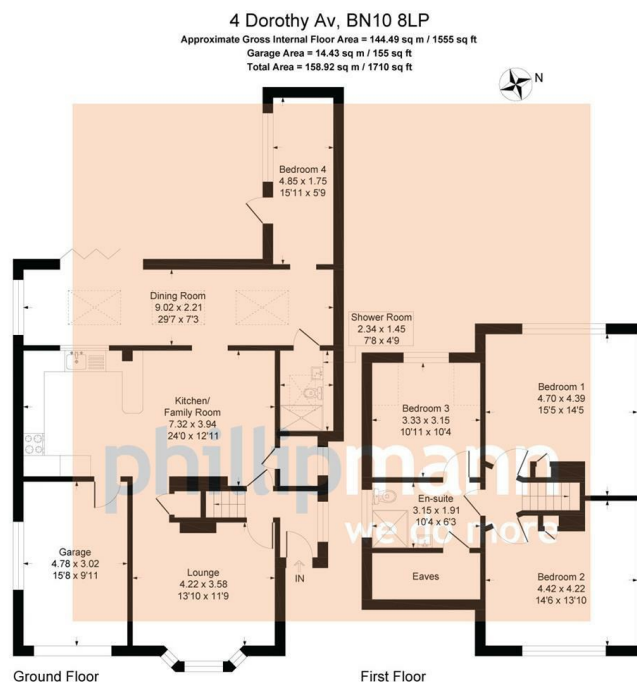 4 Dorothy Av, BN10 8LP
Approximate Gross Internal Floor Area = 144.49 sq m / 1555 sq ft
Garage Area = 14.43 sq m / 155 sq ft
Total Area = 158.92 sq m / 1710 sq ft
N
Bedroom 4
4.85 x 1.75
15'11 x 5'9
Dining Room
9.02 x 2.21
29'7 x 7'3
Shower Room
2.34 x 1.45
7'8 x 4'9
Kitchen/
Family Room
7.32 x 3.94
24'0 x 12'11
Bedroom 3
3.33 x 3.15
10'11 x 10'4
Bedroom 1
4.70 x 4.39
15'5 x 14'5
phillipmann
we do more
En-suite
3.15 x 1.91
10'4 x 6'3
Garage
4.78 x 3.02
15'8 x 9'11
Lounge
4.22 x 3.58
13'10 x 11'9
IN
Eaves
Bedroom 2
4.42 x 4.22
14'6 x 13'10
Ground Floor
First Floor